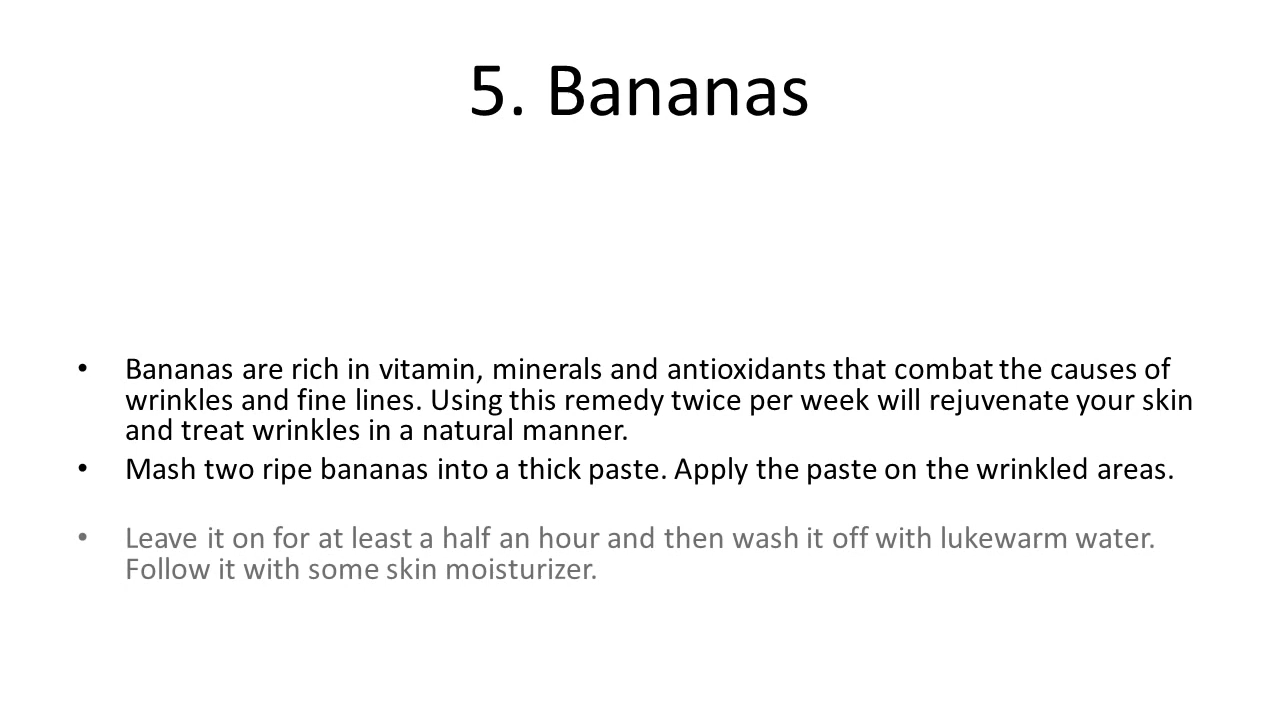 5. Bananas
• Bananas are rich in vitamin, minerals and antioxidants that combat the causes of
wrinkles and fine lines. Using this remedy twice per week will rejuvenate your skin
and treat wrinkles in a natural manner.
• Mash two ripe bananas into a thick paste. Apply the paste on the wrinkled areas.
• Leave it on for at least a half an hour and then wash it off with lukewarm water.
Follow it with some skin moisturizer.